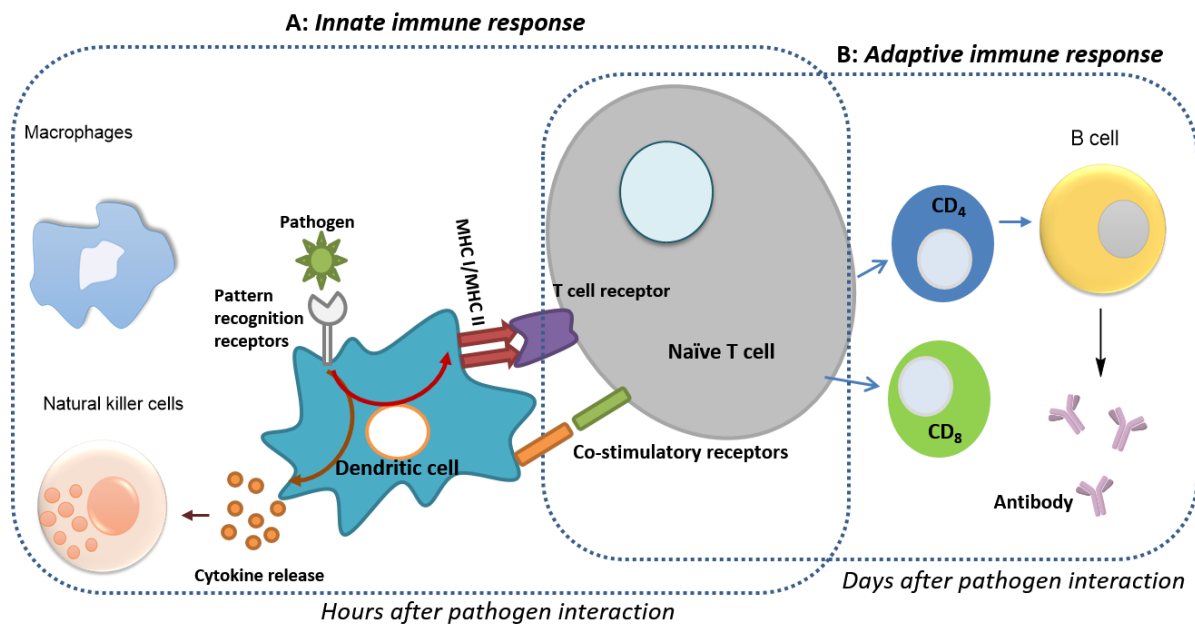 A: Innate immune response
B: Adaptive immune response
Macrophages
B cell
Pathogen
CD4
MHC I/MHC II
T cell receptor
Pattern
recognition
receptors
Naïve T cell
Natural killer cells
CD8
Co-stimulatory receptors
Dendritic cell
Antibody
Cytokine release
Days after pathogen interaction
Hours after pathogen interaction